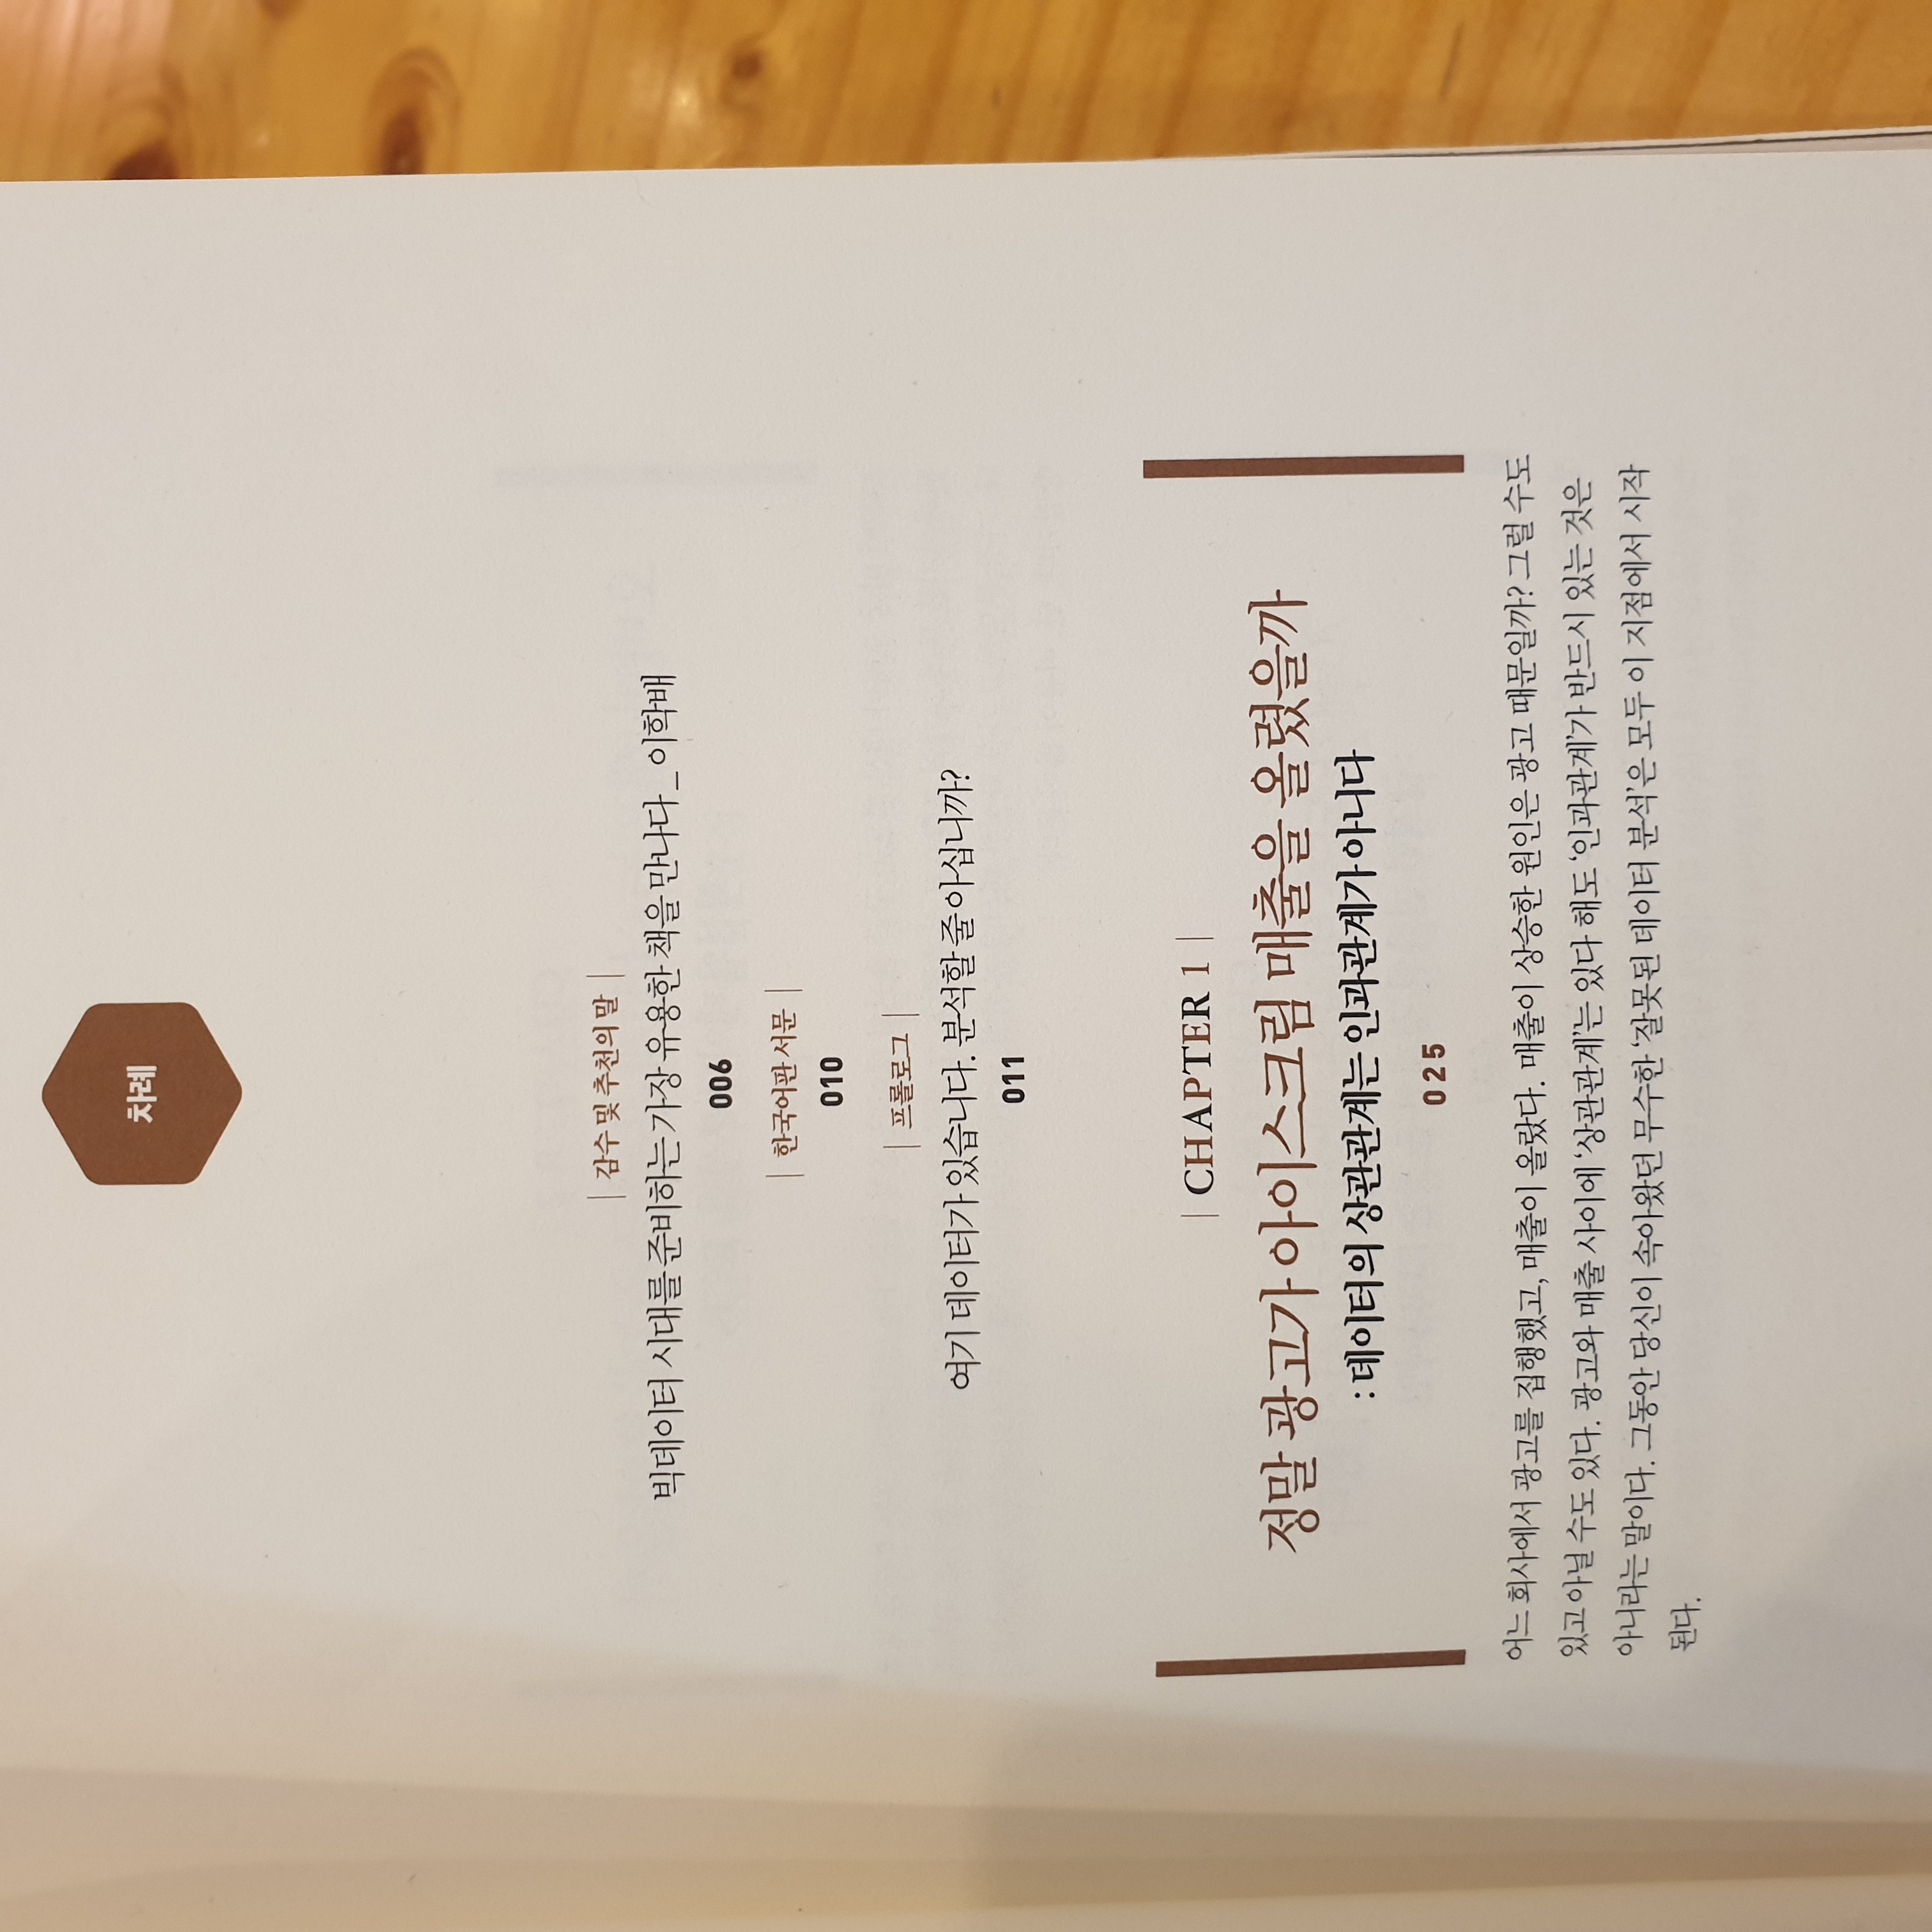 차례
| 감수 및 추천의 말 |
빅데이터 시대를 준비하는 가장 유용한 책을 만나다 _ 이학배
006
| 한국어판 서문 |
010
| 프롤로그 |
여기 데이터가 있습니다. 분석할 줄 아십니까?
011
| CHAPTER 1 |
정말 광고가 아이스크림 매출을 올렸을까
: 데이터의 상관관계는 인과관계가 아니다
025
어느 회사에서 광고를 집행했고, 매출이 올랐다. 매출이 상승한 원인은 광고 때문일까? 그럴 수도
있고 아닐 수도 있다. 광고와 매출 사이에 ‘상관관계’는 있다 해도 ‘인과관계’가 반드시 있는 것은
아니라는 말이다. 그동안 당신이 속아왔던 무수한 ‘잘못된 데이터 분석’은 모두 이 지점에서 시작
된다.